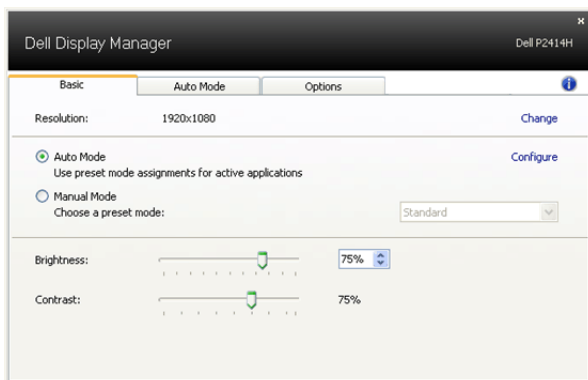 Dell Display Manager
Dell P2414H
Basic
Auto Mode
Options
Resolution:
1920x1080
Change
Auto Mode
Configure
Use preset mode assignments for active applications
Manual Mode
Choose a preset mode:
Standard
Brightness:
75%
Contrast:
75%